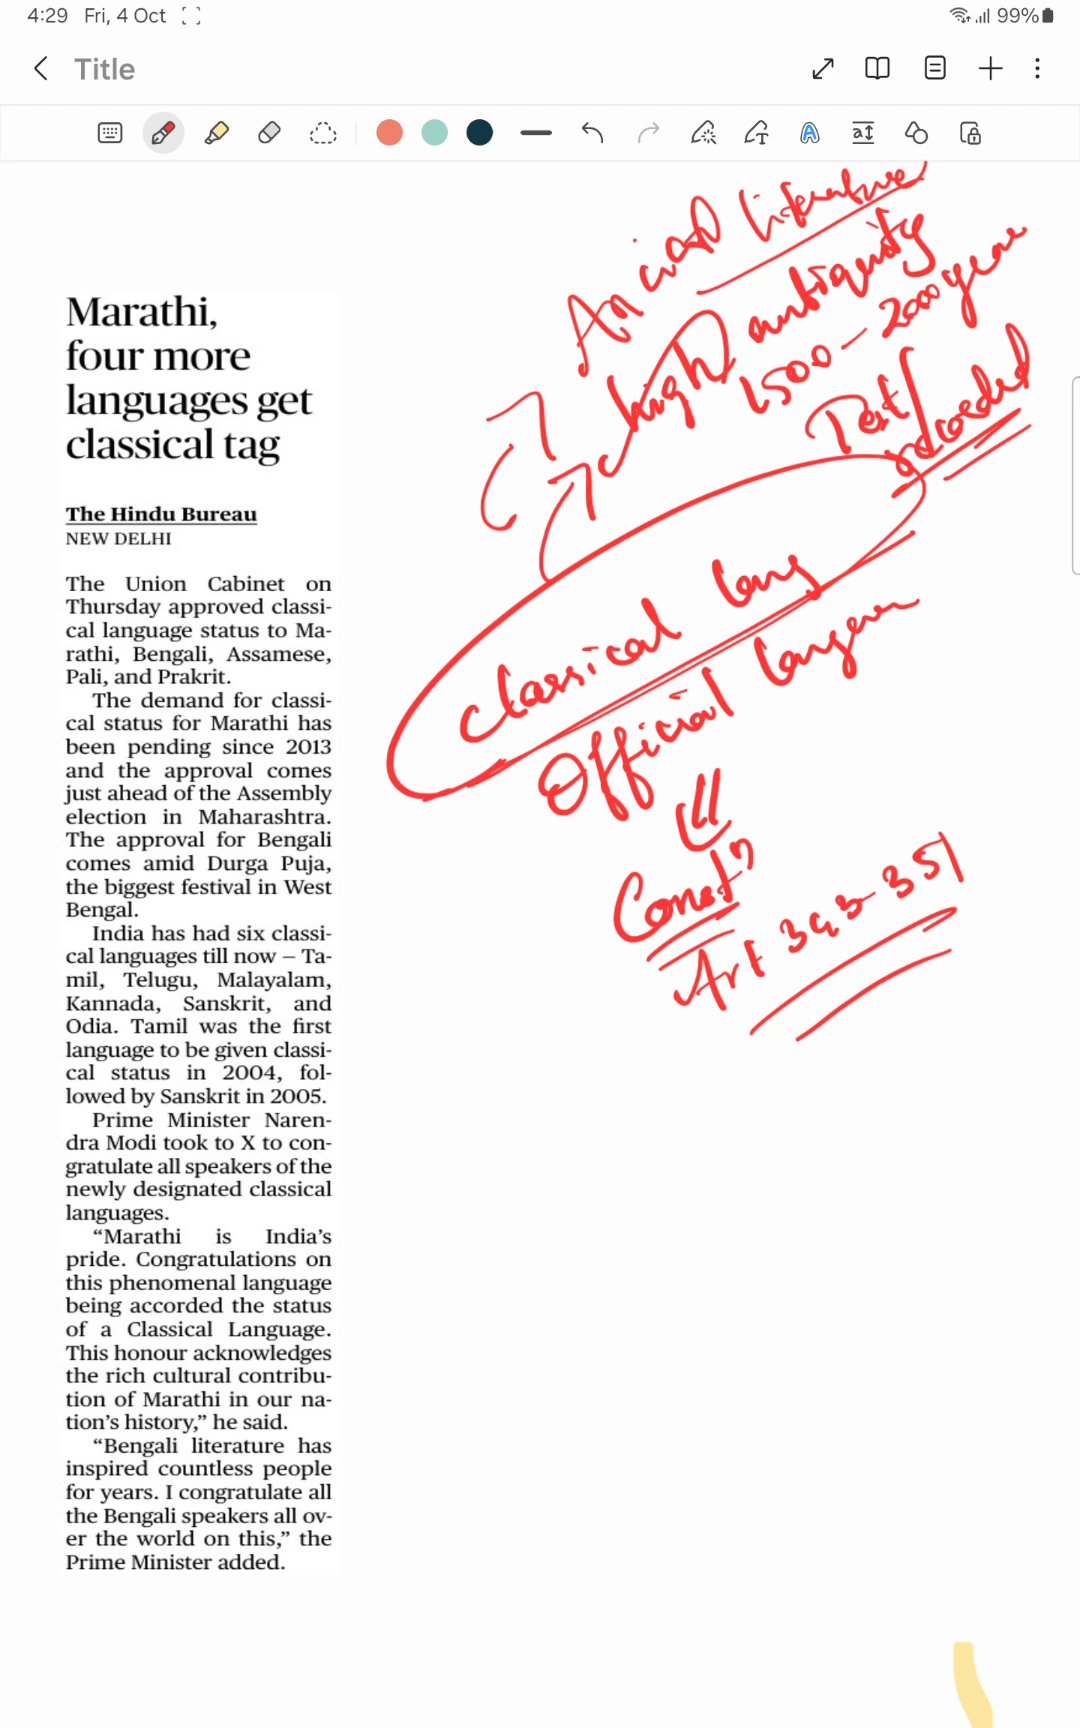 4:29 Fri, 4 Oct
99%
Title
Marathi,
four more
languages get
classical tag
The Hindu Bureau
NEW DELHI
The Union Cabinet on
Thursday approved classi-
cal language status to Ma-
rathi, Bengali, Assamese,
Pali, and Prakrit.
The demand for classi-
cal status for Marathi has
been pending since 2013
and the approval comes
just ahead of the Assembly
election in Maharashtra.
The approval for Bengali
comes amid Durga Puja,
the biggest festival in West
Bengal.
India has had six classi-
cal languages till now – Ta-
mil, Telugu, Malayalam,
Kannada, Sanskrit, and
Odia. Tamil was the first
language to be given classi-
cal status in 2004, fol-
lowed by Sanskrit in 2005.
Prime Minister Naren-
dra Modi took to X to con-
gratulate all speakers of the
newly designated classical
languages.
“Marathi is India’s
pride. Congratulations on
this phenomenal language
being accorded the status
of a Classical Language.
This honour acknowledges
the rich cultural contribu-
tion of Marathi in our na-
tion’s history,” he said.
“Bengali literature has
inspired countless people
for years. I congratulate all
the Bengali speakers all ov-
er the world on this,” the
Prime Minister added.
literature
high antiquity
1500-2000 year
Text/
recorded
classical lang
Official
Const
Art 343-351